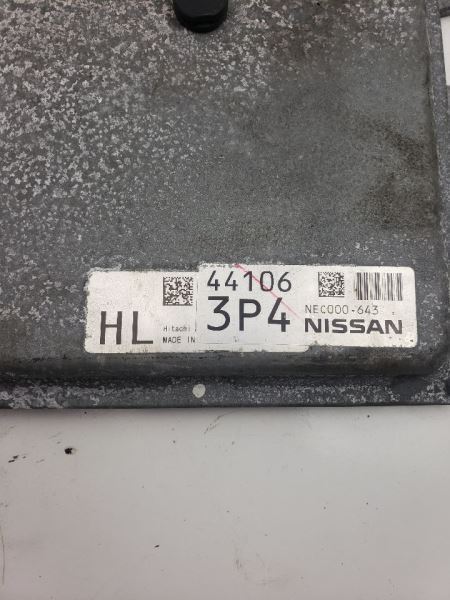 44106
HL
Hitachi
3P4
NEC000-643
MADE IN
NISSAN